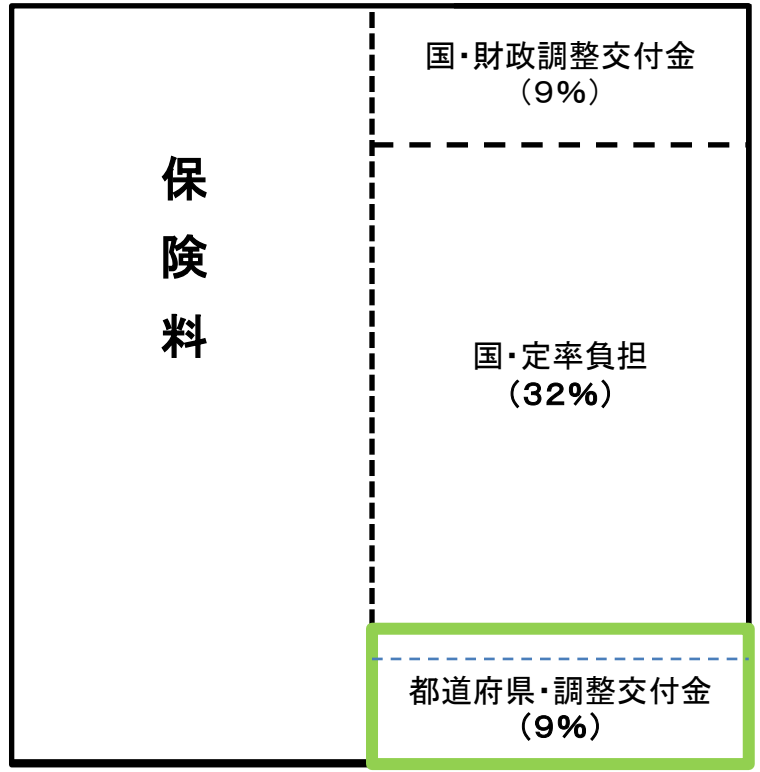 保
険
料
国・財政調整交付金
（9%）
国・定率負担
（32%）
都道府県・調整交付金
（9%）